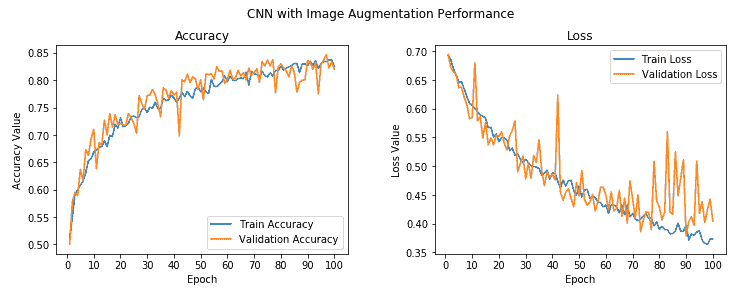 CNN with Image Augmentation Performance
Accuracy
Accuracy Value
0.85
0.80
0.75
0.70
0.65
0.60
0.55
0.50
0 10 20 30 40 50 60 70 80 90 100
Epoch
Train Accuracy
Validation Accuracy
Loss
Loss Value
0.70
0.65
0.60
0.55
0.50
0.45
0.40
0.35
0 10 20 30 40 50 60 70 80 90 100
Epoch
Train Loss
Validation Loss